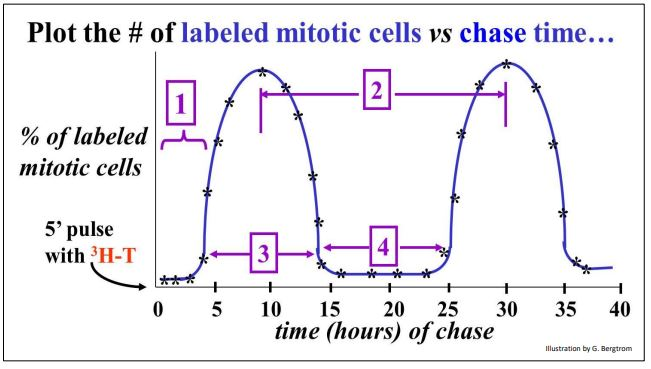 Plot the # of labeled mitotic cells vs chase time…
1
2
% of labeled
mitotic cells
5’ pulse
with ³H-T
3
4
0 5 10 15 20 25 30 35 40
time (hours) of chase
Illustration by G. Bergtrom